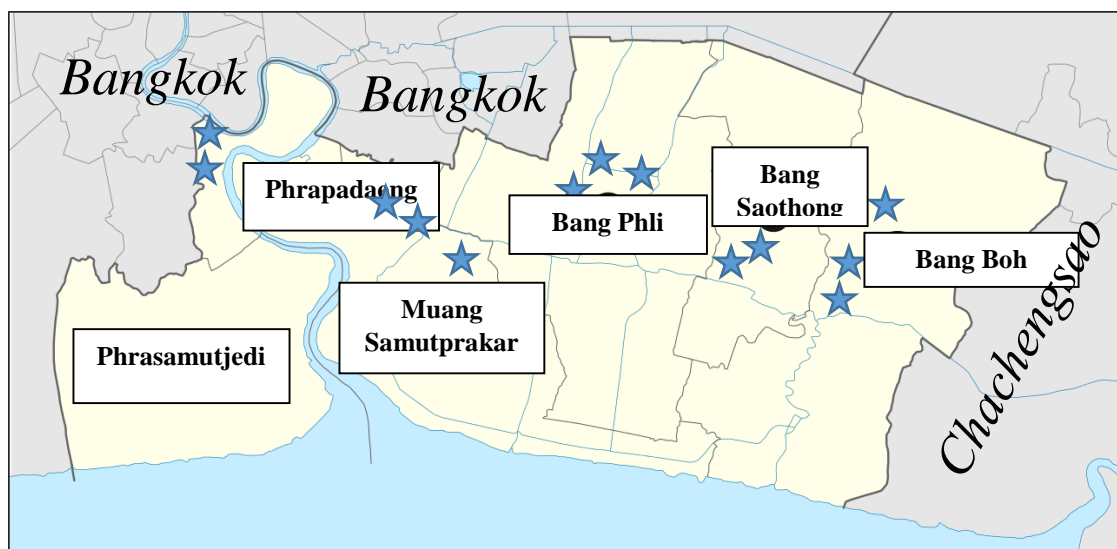 Bangkok
Bangkok
Phrapadaeng
Bang Phli
Bang
Saothong
Bang Boh
Muang
Samutprakar
Phrasamutjedi
Chachengsao